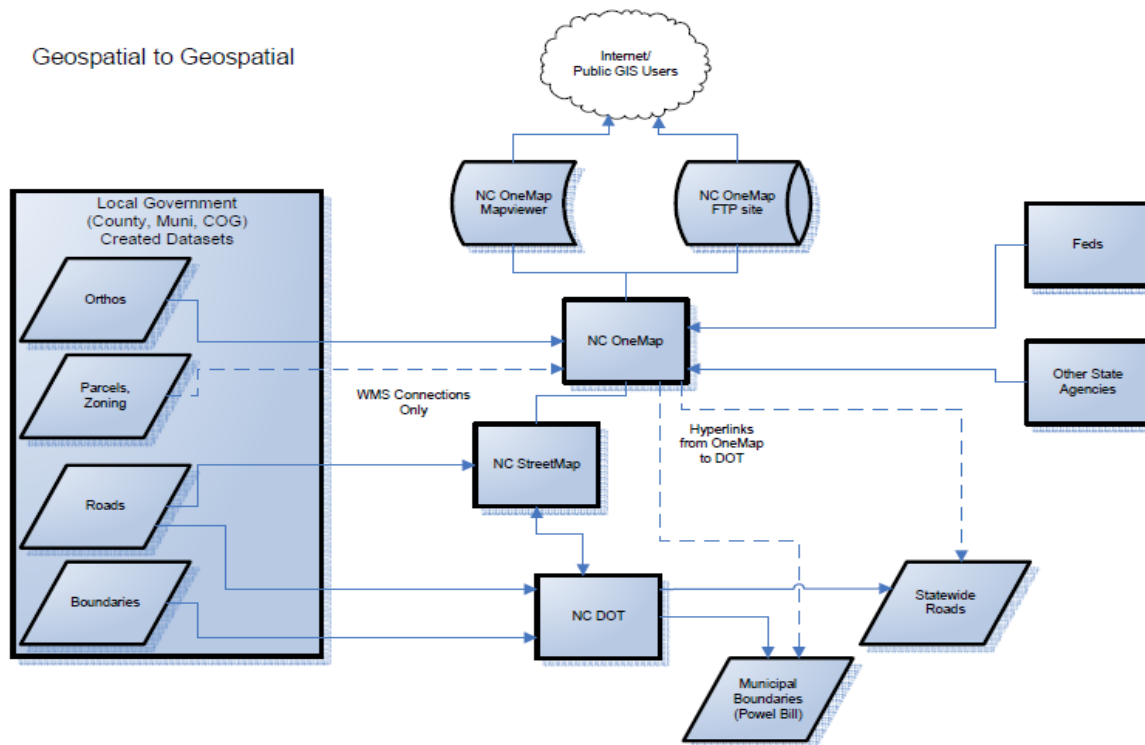 Geospatial to Geospatial
Internet/
Public GIS Users
NC OneMap
Mapviewer
NC OneMap
FTP site
Local Government
(County, Muni, COG)
Created Datasets
Feds
Orthos
NC OneMap
Parcels,
Zoning
Other State
Agencies
WMS Connections
Only
Hyperlinks
from OneMap
to DOT
NC StreetMap
Roads
Boundaries
NC DOT
Statewide
Roads
Municipal
Boundaries
(Powel Bill)